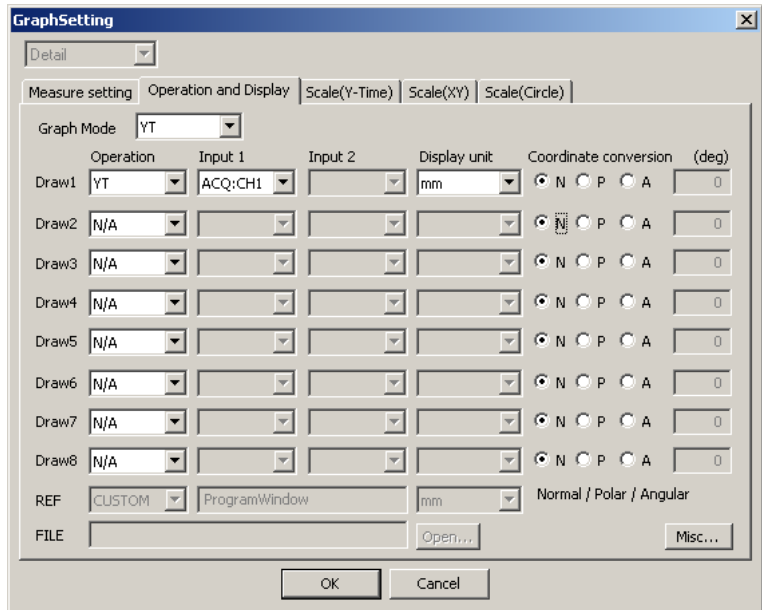 GraphSetting
Detail
Measure setting Operation and Display Scale(Y-Time) Scale(XY) Scale(Circle)
Graph Mode YT
Operation Input 1 Input 2 Display unit Coordinate conversion (deg)
Draw1 YT ACQ:CH1 mm N P A 0
Draw2 N/A N P A 0
Draw3 N/A N P A 0
Draw4 N/A N P A 0
Draw5 N/A N P A 0
Draw6 N/A N P A 0
Draw7 N/A N P A 0
Draw8 N/A N P A 0
REF CUSTOM ProgramWindow mm Normal / Polar / Angular
FILE Open... Misc...
OK Cancel